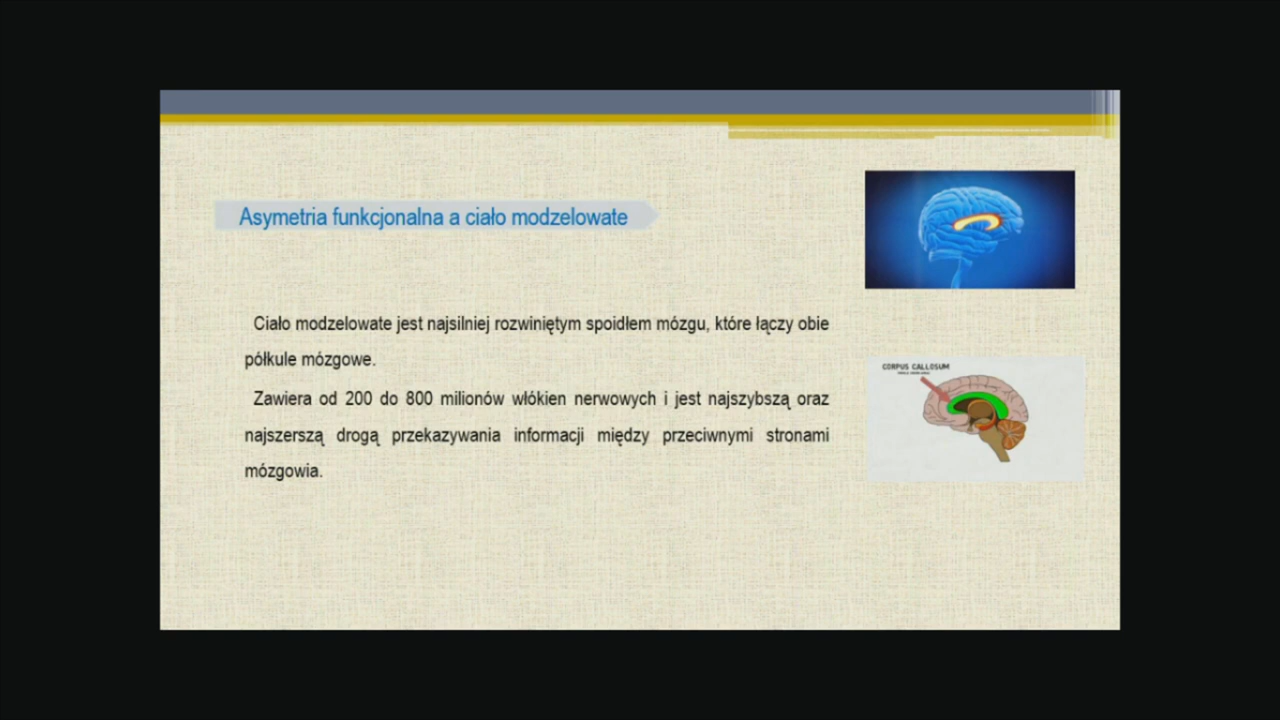 Asymetria funkcjonalna a ciało modzelowate
Ciało modzelowate jest najsilniej rozwiniętym spoidłem mózgu, które łączy obie
półkule mózgowe.
Zawiera od 200 do 800 milionów włókien nerwowych i jest najszybszą oraz
najszerszą drogą przekazywania informacji między przeciwnymi stronami
mózgowia.
CORPUS CALLOSUM